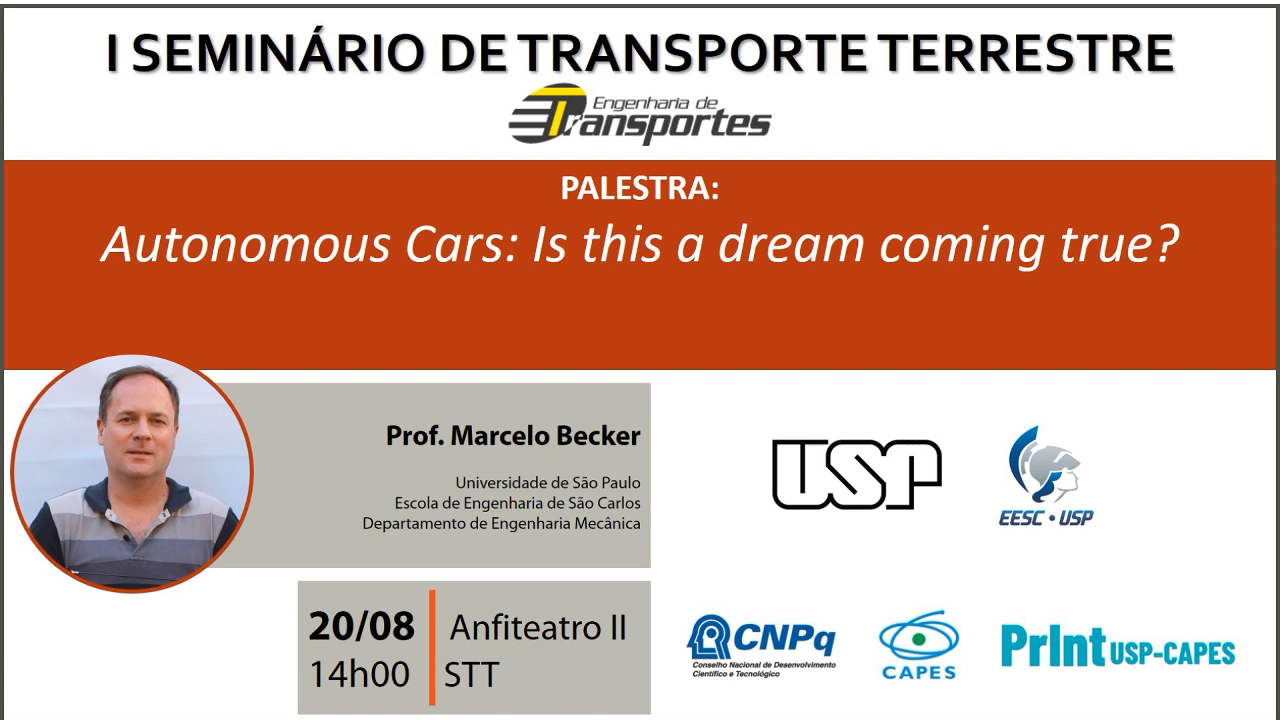 I SEMINÁRIO DE TRANSPORTE TERRESTRE
Engenharia de
Transportes
PALESTRA:
Autonomous Cars: Is this a dream coming true?
Prof. Marcelo Becker
Universidade de São Paulo
Escola de Engenharia de São Carlos
Departamento de Engenharia Mecânica
20/08
14h00
Anfiteatro II
STT
USP
EESC • USP
CNPq
Conselho Nacional de Desenvolvimento
Científico e Tecnológico
CAPES
PrInt USP-CAPES